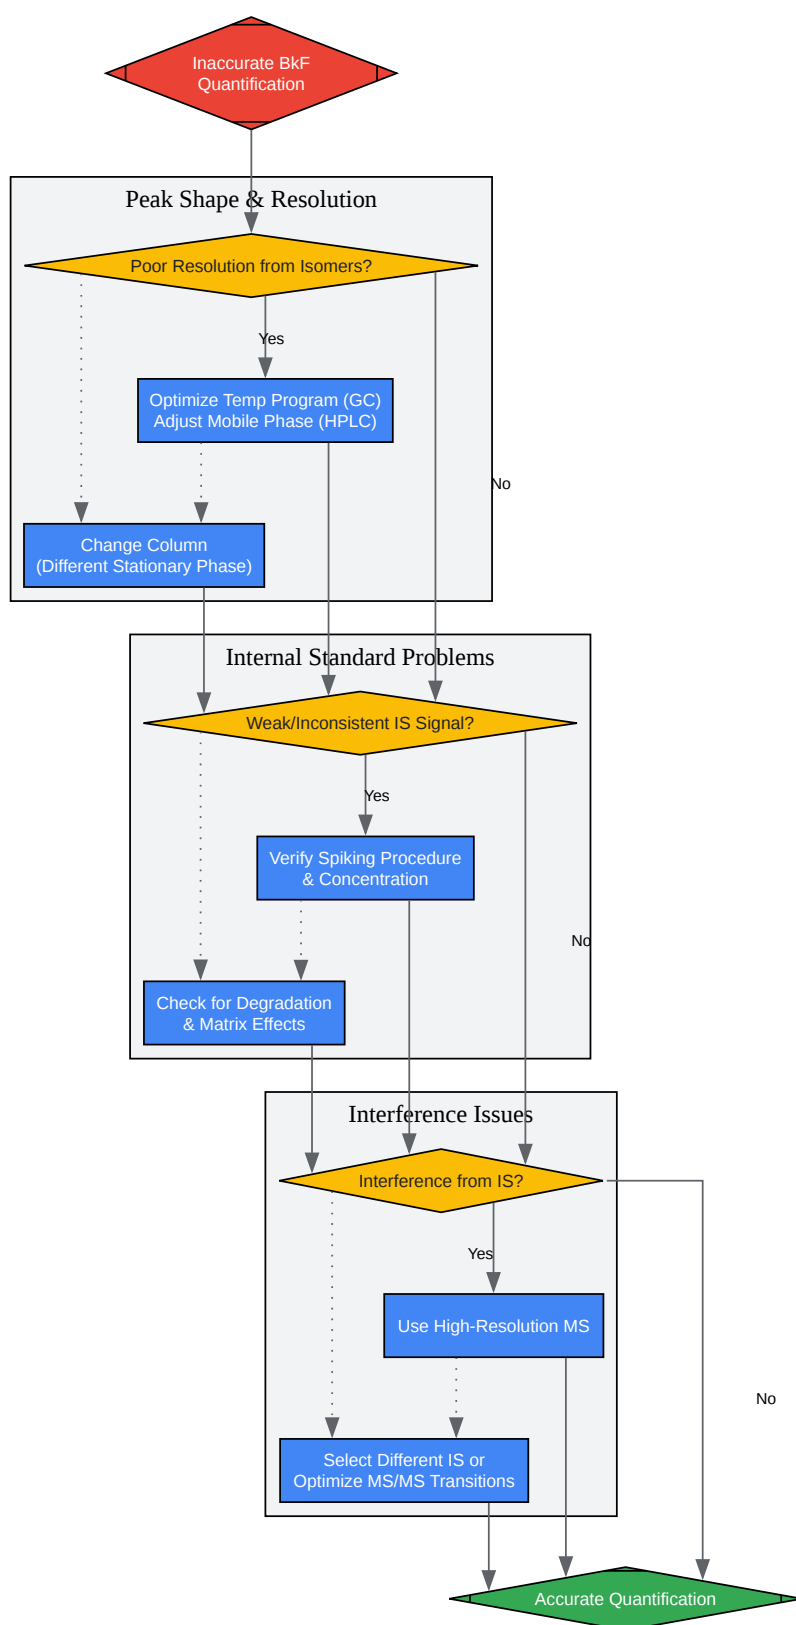 Inaccurate BkF
Quantification
Peak Shape & Resolution
Poor Resolution from Isomers?
Yes
Optimize Temp Program (GC)
Adjust Mobile Phase (HPLC)
No
Change Column
(Different Stationary Phase)
Internal Standard Problems
Weak/Inconsistent IS Signal?
Yes
Verify Spiking Procedure
& Concentration
No
Check for Degradation
& Matrix Effects
Interference Issues
Interference from IS?
Yes
Use High-Resolution MS
No
Select Different IS or
Optimize MS/MS Transitions
Accurate Quantification